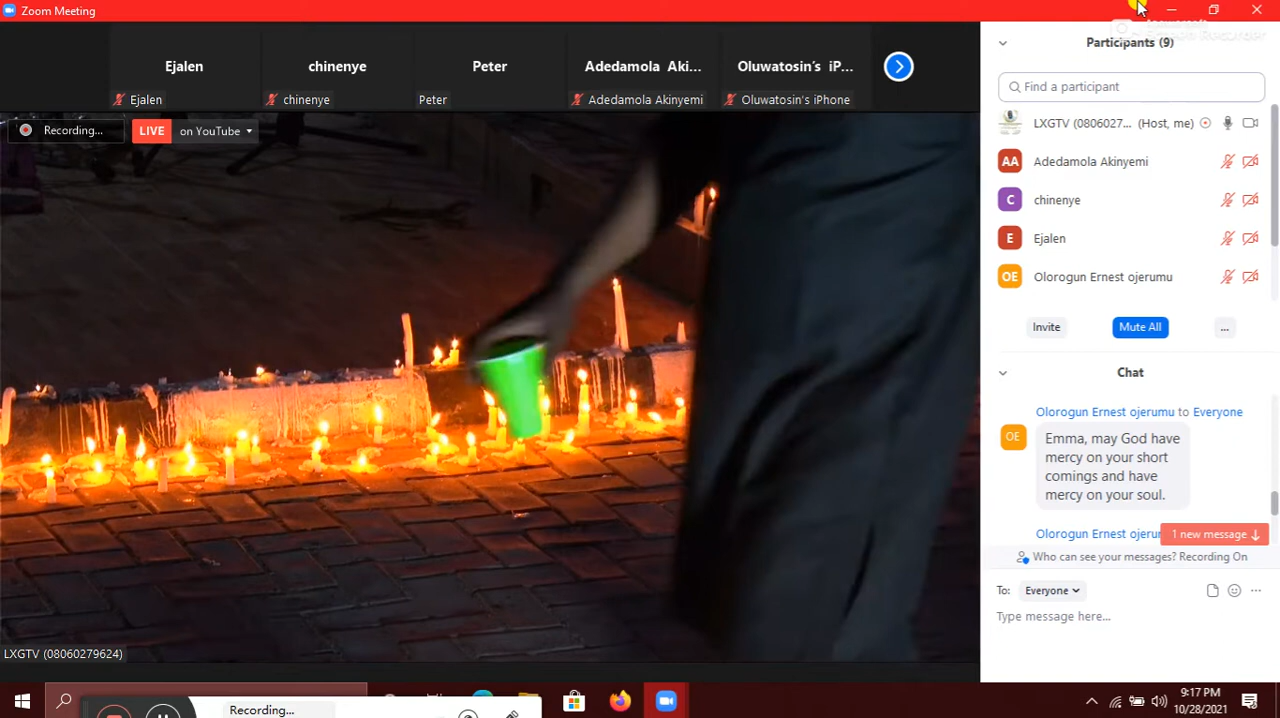 Zoom Meeting
Ejalen
chinenye
Peter
Adedamola Aki...
Oluwatosin's iP...
Ejalen
chinenye
Peter
Adedamola Akinyemi
Oluwatosin's iPhone
Recording...
LIVE on YouTube
LXGTV (08060279624)
Participants (9)
Find a participant
LXGTV (0806027... (Host, me)
AA Adedamola Akinyemi
C chinenye
E Ejalen
OE Olorogun Ernest ojerumu
Invite
Mute All
...
Chat
Olorogun Ernest ojerumu to Everyone
OE
Emma, may God have
mercy on your short
comings and have
mercy on your soul.
1 new message
Who can see your messages? Recording On
To: Everyone
Type message here...
Recording...
9:17 PM
10/28/2021